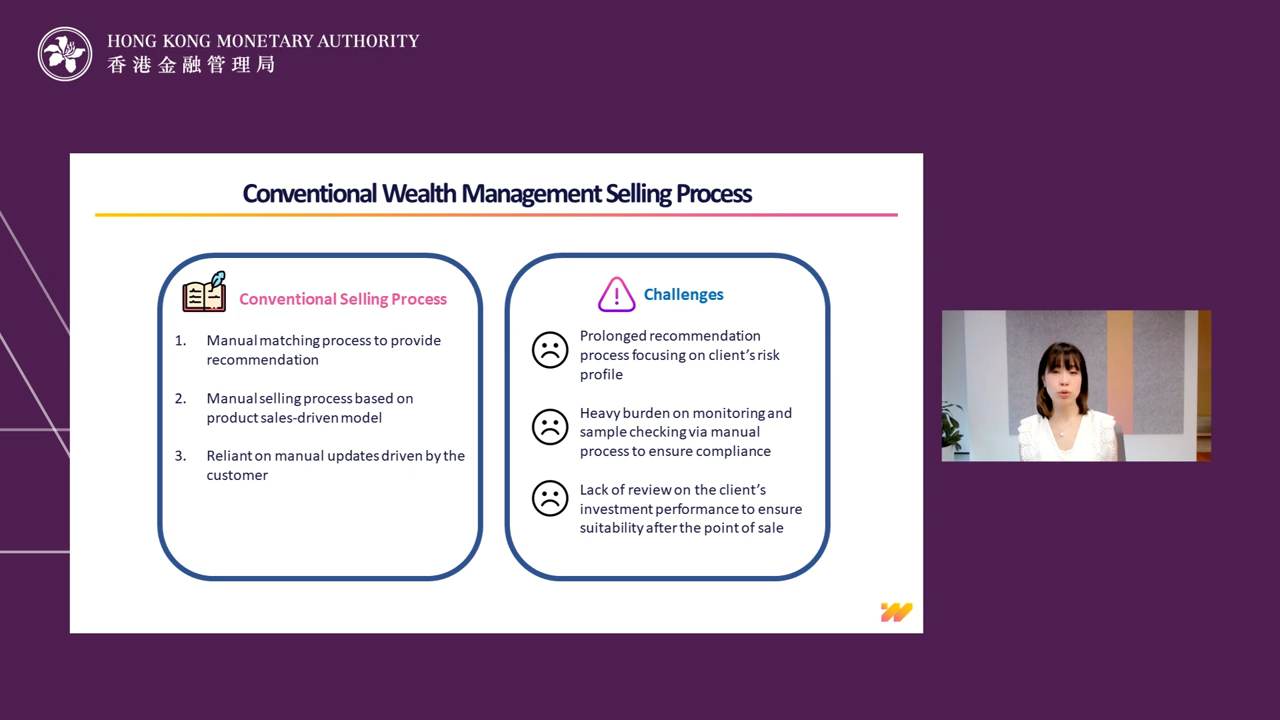 HONG KONG MONETARY AUTHORITY
香港金融管理局
Conventional Wealth Management Selling Process
Conventional Selling Process
1. Manual matching process to provide
recommendation
2. Manual selling process based on
product sales-driven model
3. Reliant on manual updates driven by the
customer
Challenges
Prolonged recommendation
process focusing on client's risk
profile
Heavy burden on monitoring and
sample checking via manual
process to ensure compliance
Lack of review on the client's
investment performance to ensure
suitability after the point of sale